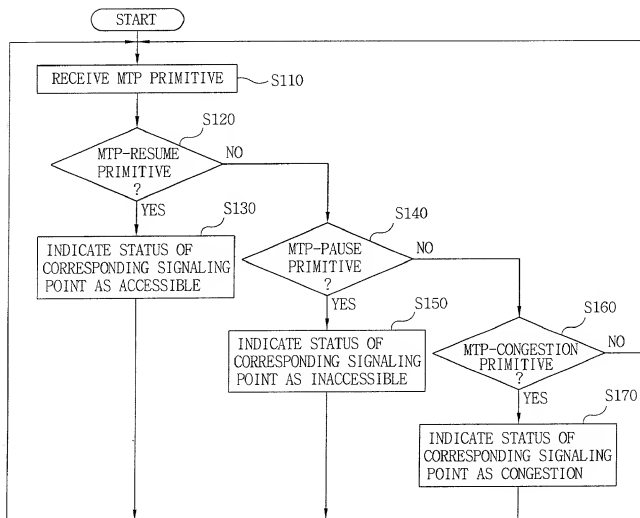 START
RECEIVE MTP PRIMITIVE
S110
S120
MTP-RESUME
PRIMITIVE
?
NO
YES
S130
INDICATE STATUS OF
CORRESPONDING SIGNALING
POINT AS ACCESSIBLE
S140
MTP-PAUSE
PRIMITIVE
?
NO
YES
S150
INDICATE STATUS OF
CORRESPONDING SIGNALING
POINT AS INACCESSIBLE
S160
MTP-CONGESTION
PRIMITIVE
?
NO
YES
S170
INDICATE STATUS OF
CORRESPONDING SIGNALING
POINT AS CONGESTION